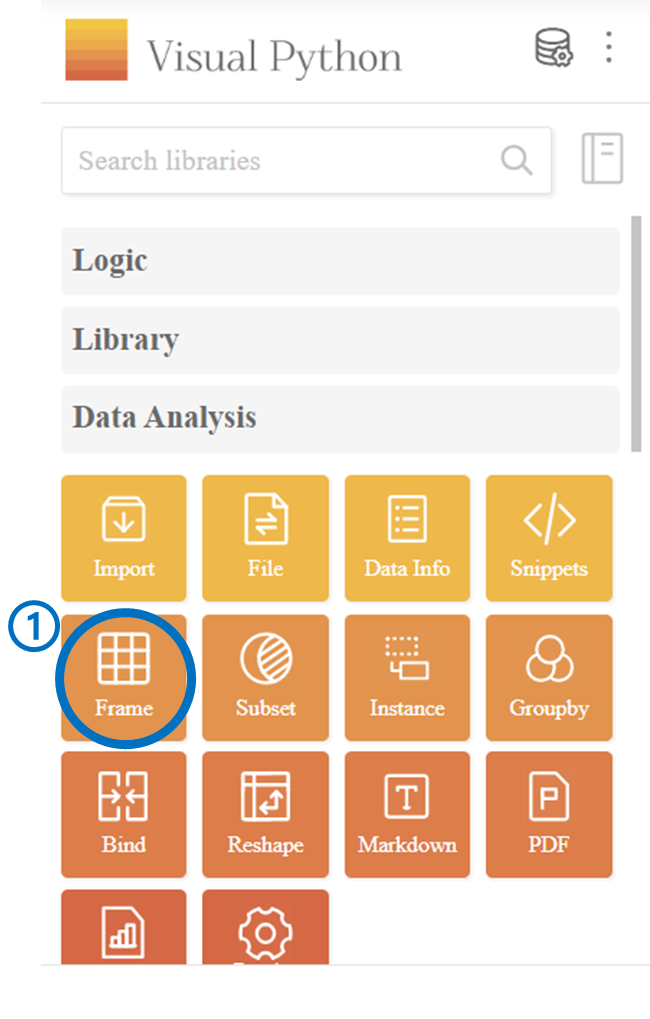 Visual Python
Search libraries
Logic
Library
Data Analysis
Import File Data Info Snippets
1
Frame Subset Instance Groupby
Bind Reshape Markdown PDF